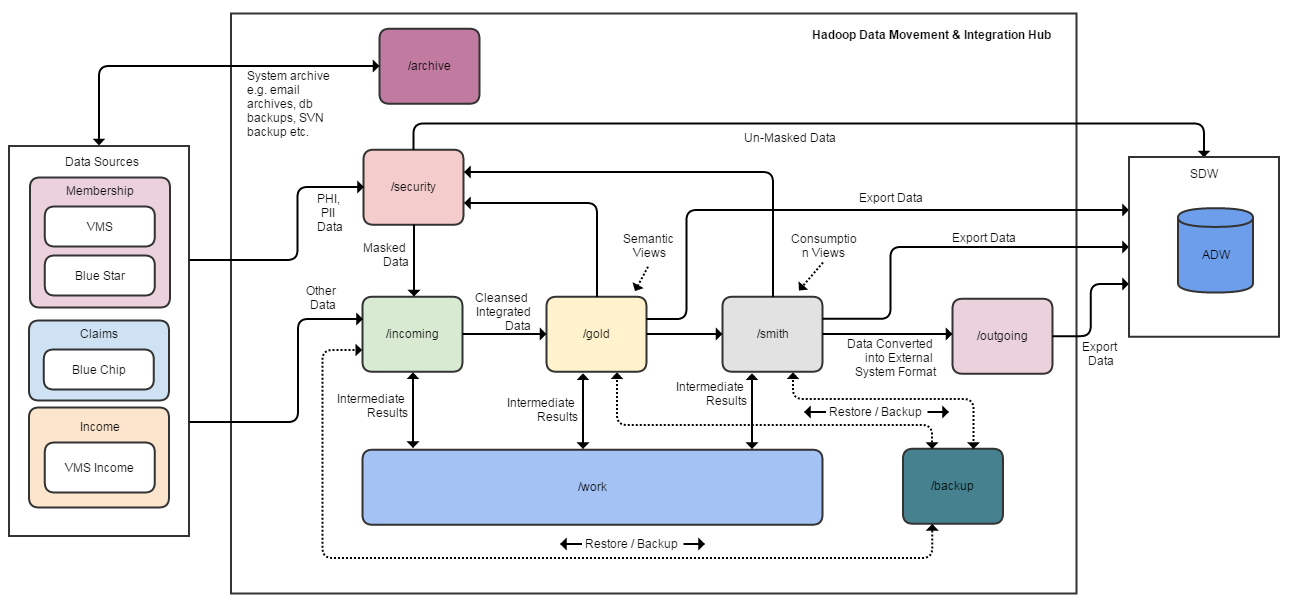 Hadoop Data Movement & Integration Hub
/archive
System archive
e.g. email
archives, db
backups, SVN
backup etc.
Un-Masked Data
Data Sources
Membership
VMS
Blue Star
Claims
Blue Chip
Income
VMS Income
PHI,
PII
Data
/security
Masked
Data
Other
Data
/incoming
Cleansed
Integrated
Data
Semantic
Views
/gold
Consumptio
n Views
/smith
Export Data
Export Data
Data Converted
into External
System Format
/outgoing
Export
Data
SDW
ADW
Intermediate
Results
Intermediate
Results
Intermediate
Results
Restore / Backup
/work
/backup
Restore / Backup